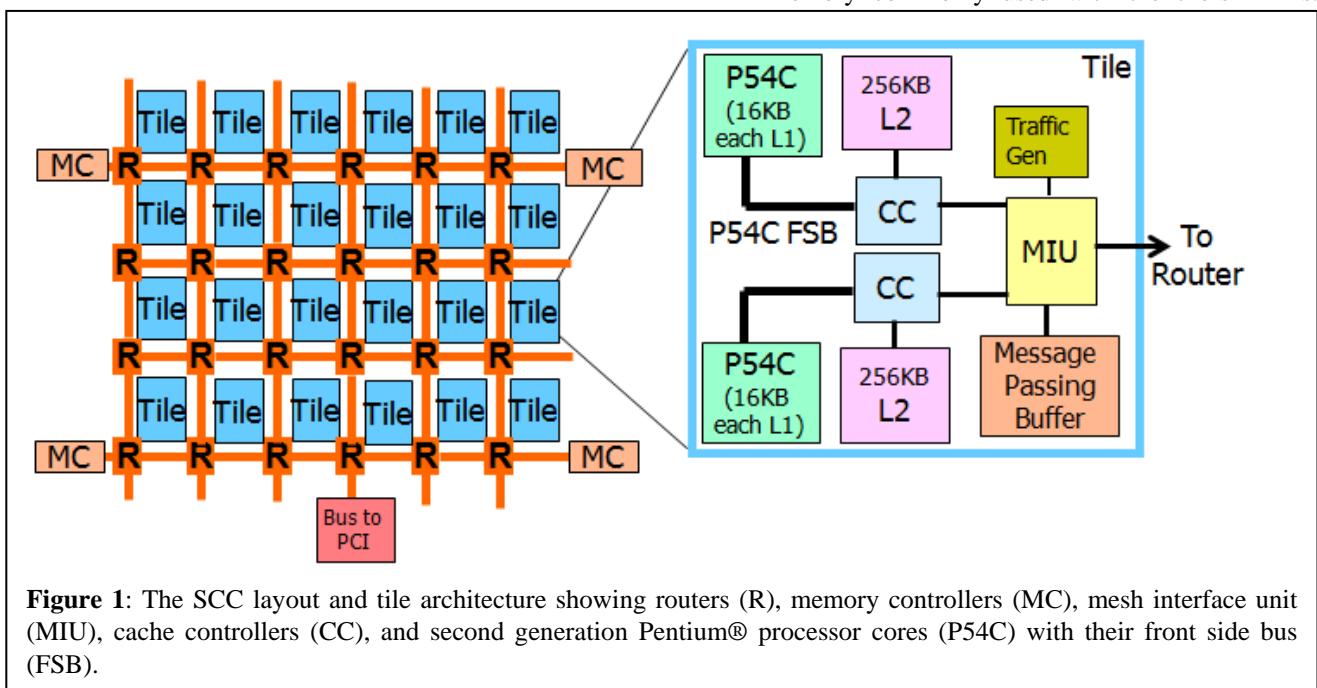 Tile Tile Tile Tile Tile Tile
MC R R R R R R MC
Tile Tile Tile Tile Tile Tile
R R R R R R
Tile Tile Tile Tile Tile Tile
R R R R R R
Tile Tile Tile Tile Tile Tile
MC R R R R R R MC
Bus to
PCI
Tile
P54C
(16KB
each L1)
256KB
L2
Traffic
Gen
CC
P54C FSB
MIU
To
Router
CC
P54C
(16KB
each L1)
256KB
L2
Message
Passing
Buffer
Figure 1: The SCC layout and tile architecture showing routers (R), memory controllers (MC), mesh interface unit
(MIU), cache controllers (CC), and second generation Pentium® processor cores (P54C) with their front side bus
(FSB).